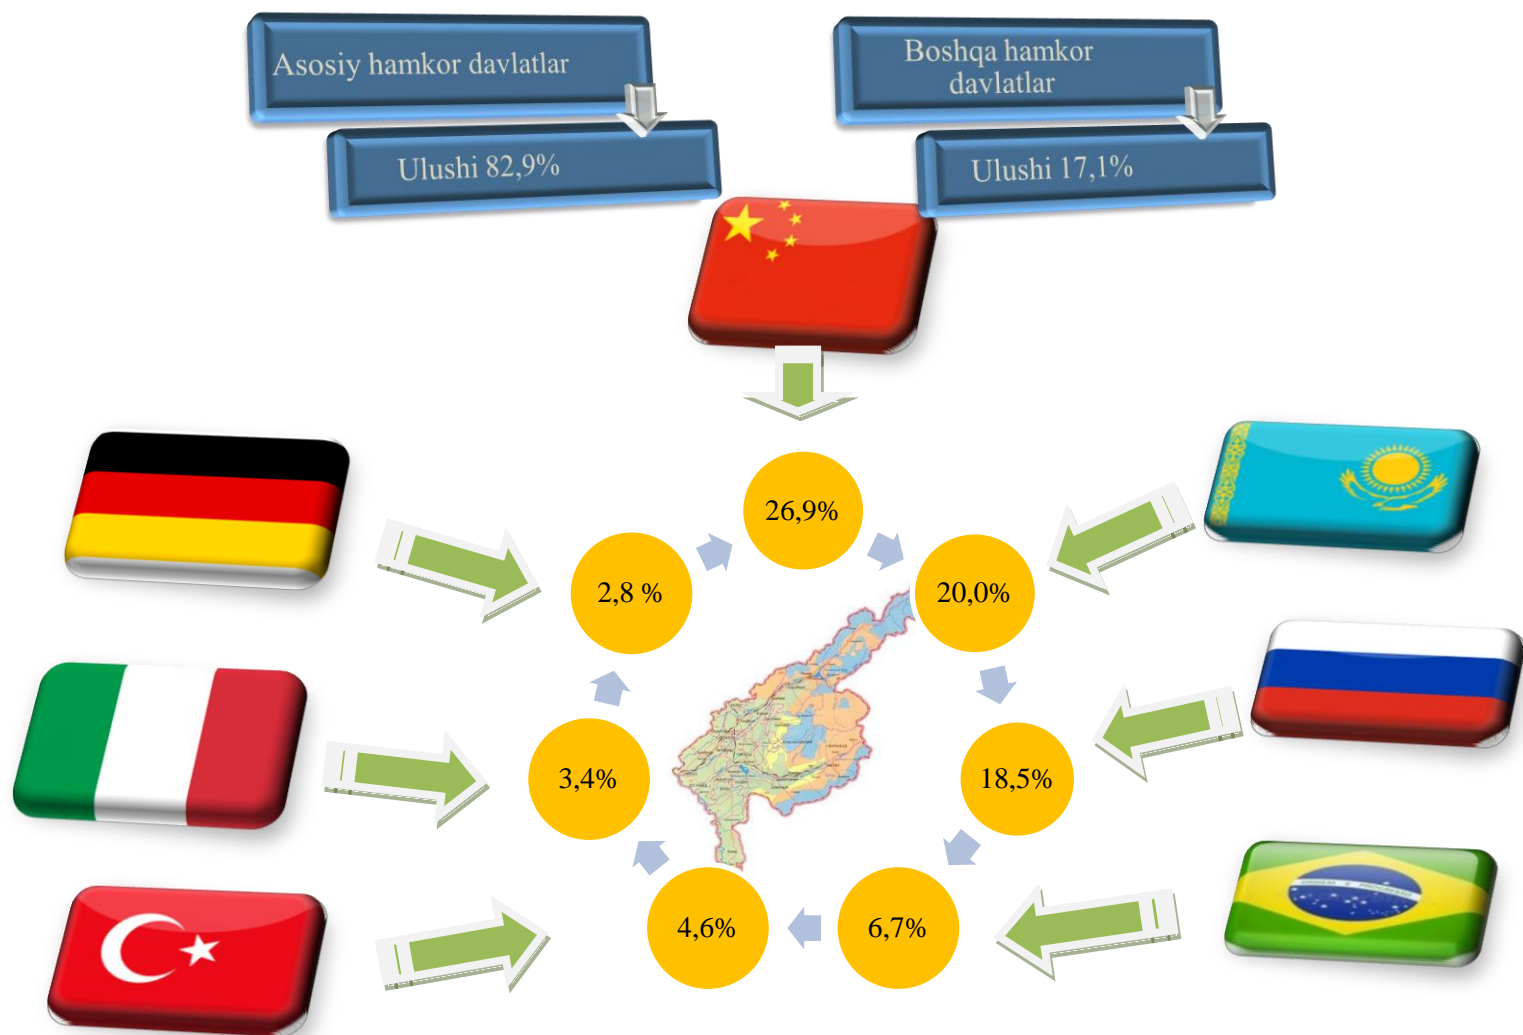 Asosiy hamkor davlatlar
Ulushi 82,9%
Boshqa hamkor
davlatlar
Ulushi 17,1%
26,9%
20,0%
18,5%
6,7%
4,6%
3,4%
2,8 %